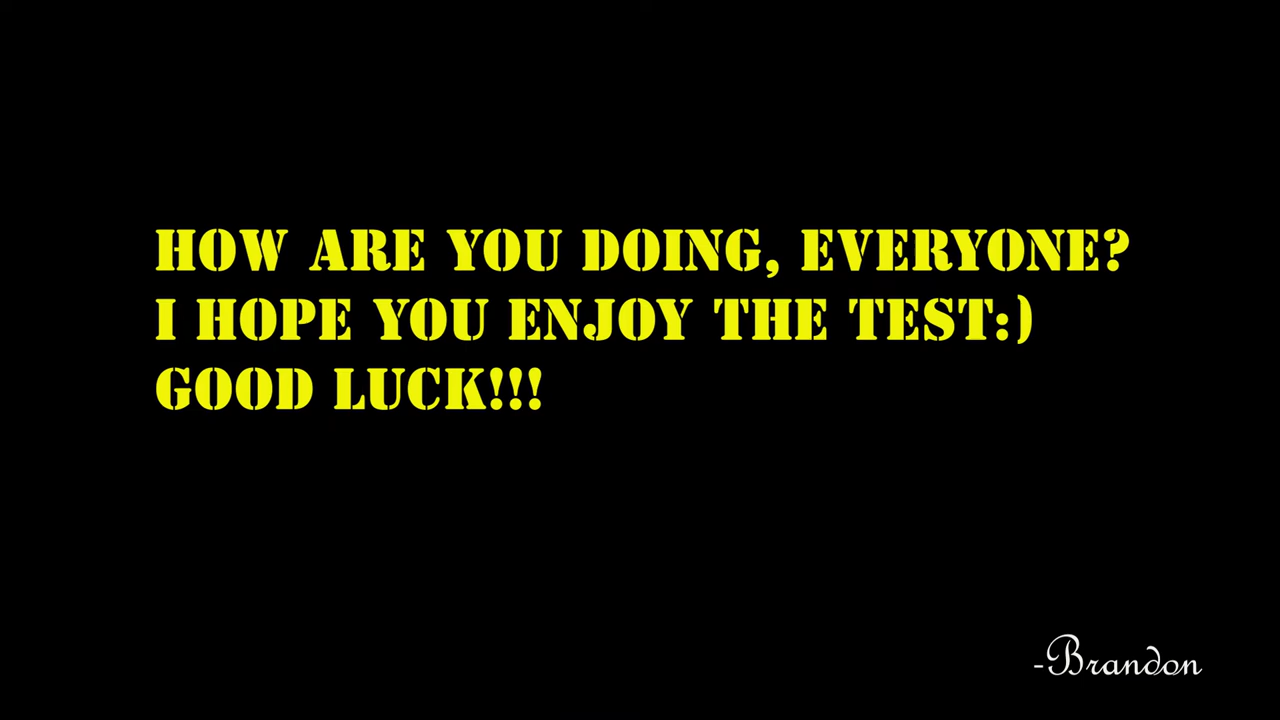 HOW ARE YOU DOING, EVERYONE?
I HOPE YOU ENJOY THE TEST:)
GOOD LUCK!!!
-Brandon